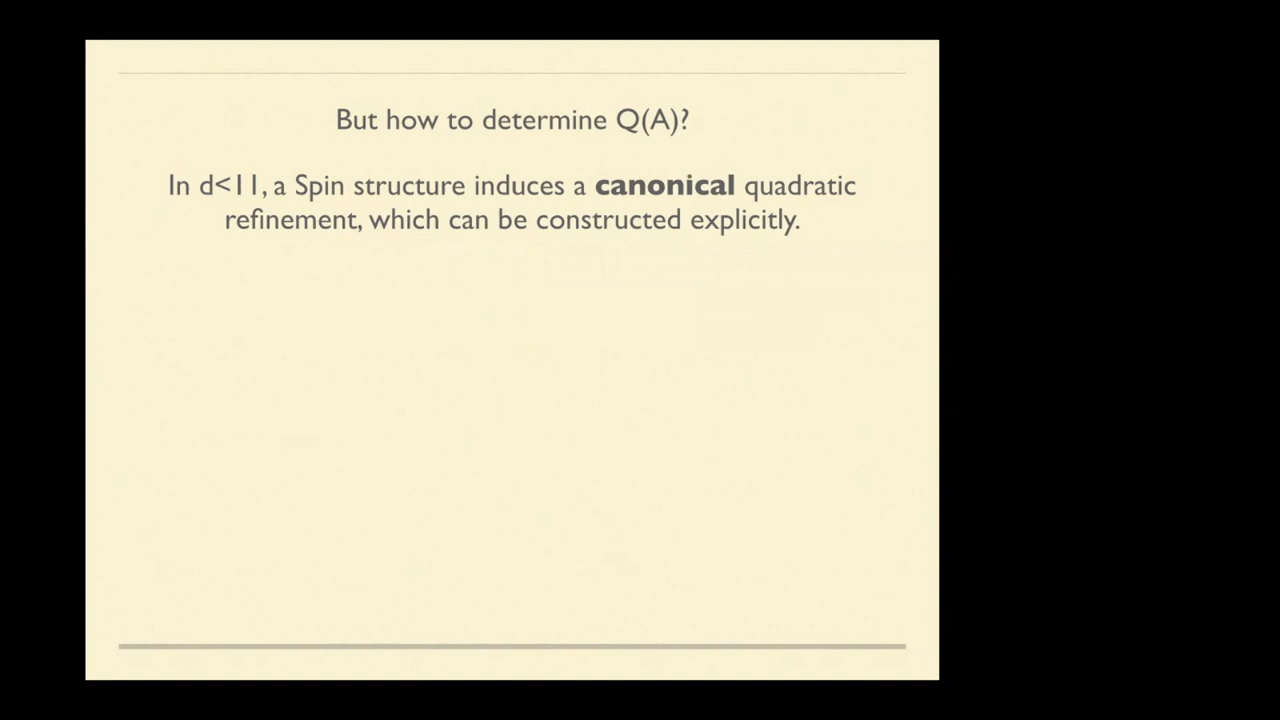 But how to determine Q(A)?
In d<11, a Spin structure induces a canonical quadratic
refinement, which can be constructed explicitly.